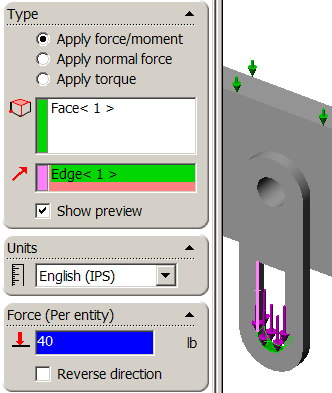 Type
Apply force/moment
Apply normal force
Apply torque
Face< 1 >
Edge< 1 >
Show preview
Units
English (IPS)
Force (Per entity)
40 lb
Reverse direction